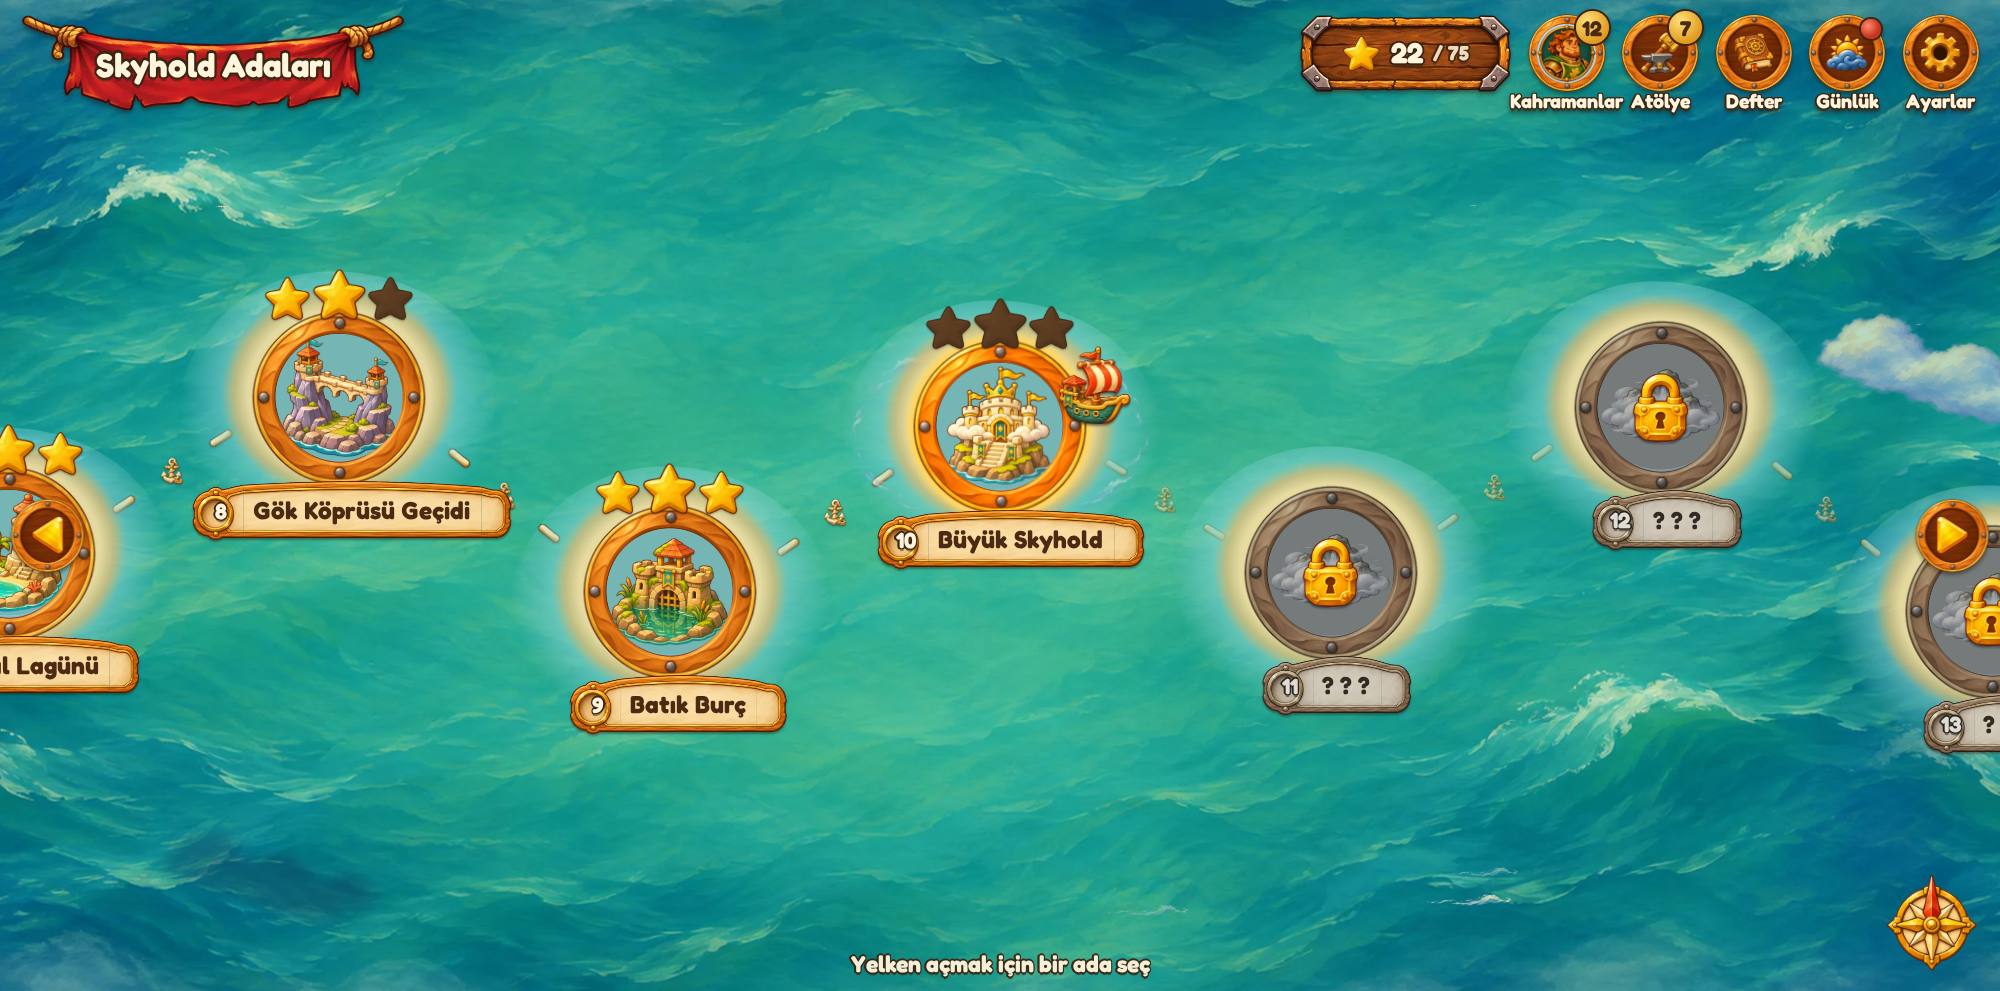 Skyhold Adaları
22 / 75
12
7
Kahramanlar
Atölye
Defter
Günlük
Ayarlar
8 Gök Köprüsü Geçidi
Lagünü
9 Batık Burç
10 Büyük Skyhold
11 ? ? ?
12 ? ? ?
13 ?
Yelken açmak için bir ada seç